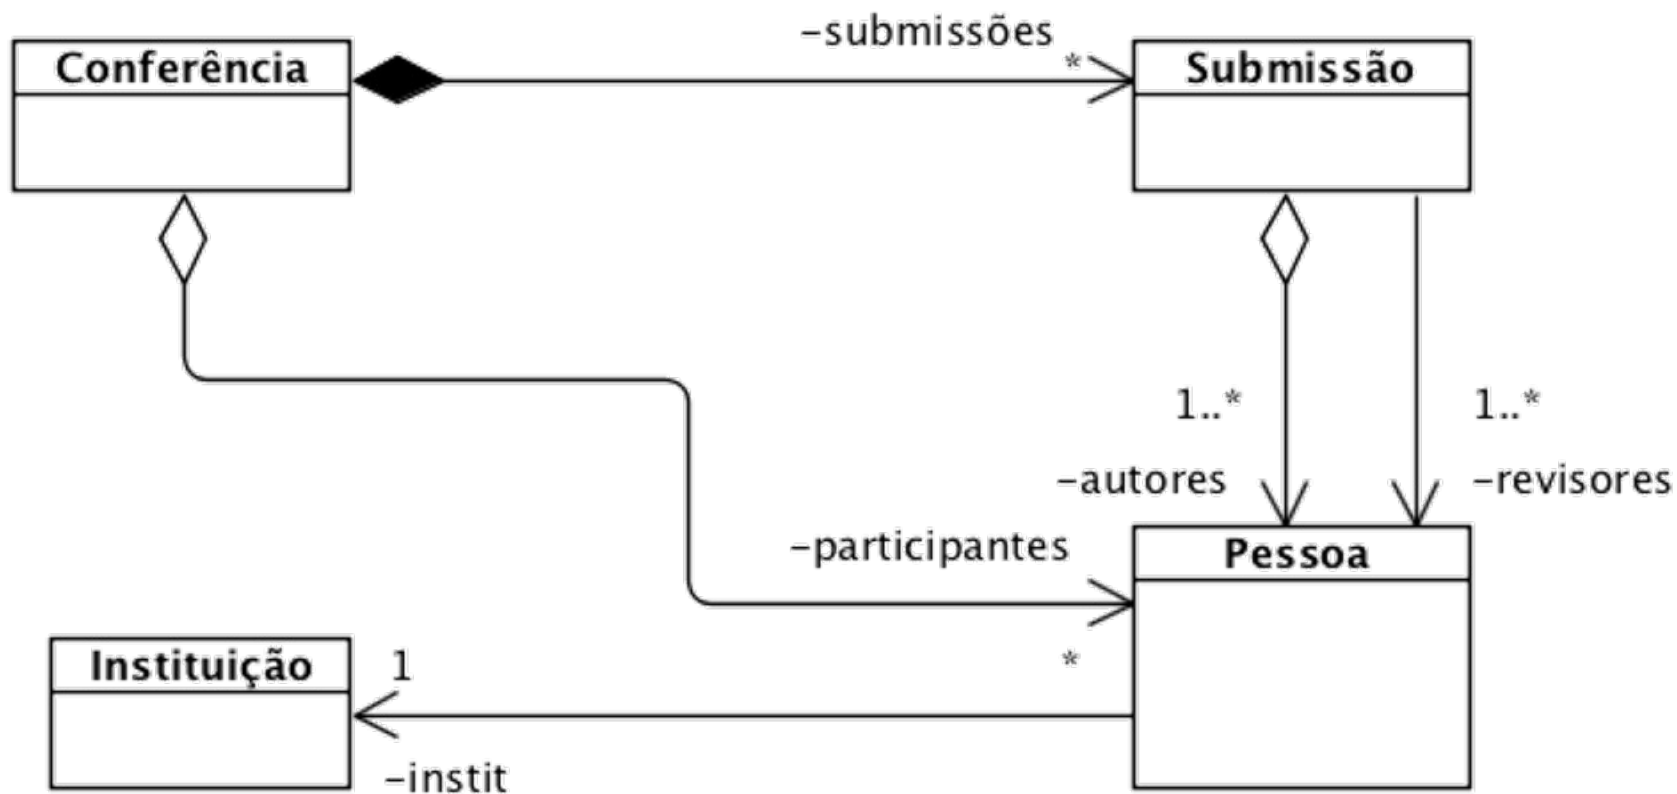 –submissões
Conferência
*
Submissão
1..*
1..*
–autores
–revisores
–participantes
Pessoa
*
Instituição
1
–instit